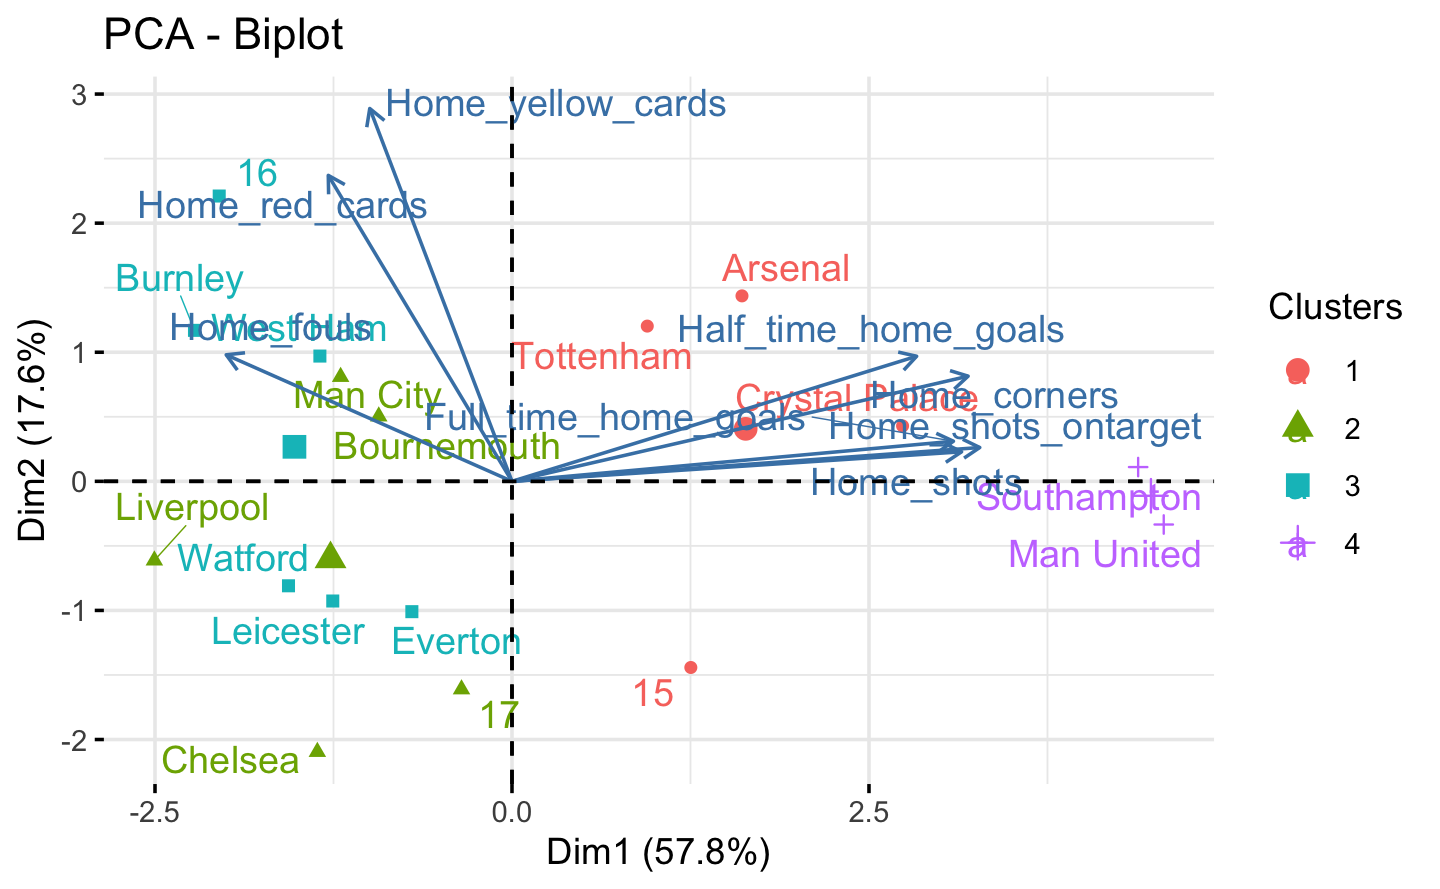 PCA - Biplot
3
Home_yellow_cards
16
Home_red_cards
2
Arsenal
Burnley
Home_fouls
West Ham
Half_time_home_goals
1
Tottenham
Man City
Crystal Palace
Home_corners
Full_time_home_goals
Home_shots_ontarget
Bournemouth
0
Home_shots
Southampton
Liverpool
Watford
Man United
-1
Leicester
Everton
15
17
-2
Chelsea
-2.5
0.0
2.5
Dim1 (57.8%)
Dim2 (17.6%)
Clusters
a 1
a 2
a 3
a 4